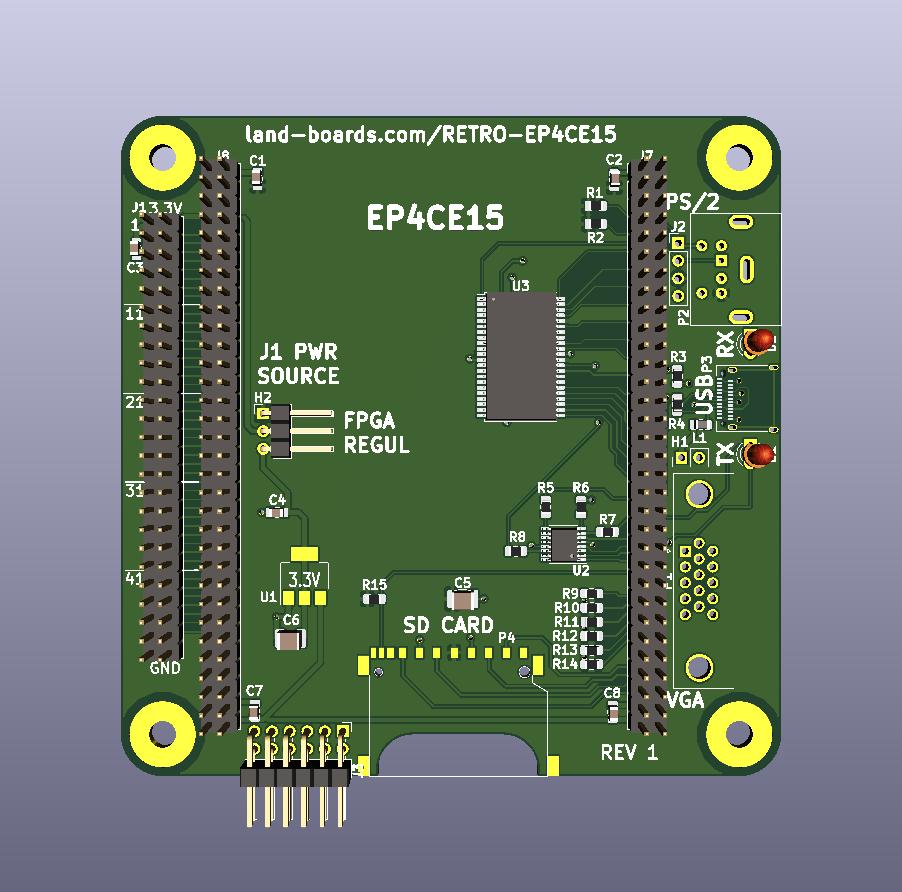 land-boards.com/RETRO-EP4CE15
C1
C2
J7
EP4CE15
R1
R2
PS/2
J13.3V
1
C3
J2
U3
P2
11
RX
J1 PWR
SOURCE
R3
P3
USB
21
H2
FPGA
REGUL
R4
H1
L1
TX
31
R5
R6
C4
R7
R8
U2
41
3.3V
U1
R15
C5
R9
R10
R11
R12
R13
R14
C6
SD CARD
P4
GND
C7
C8
VGA
REV 1